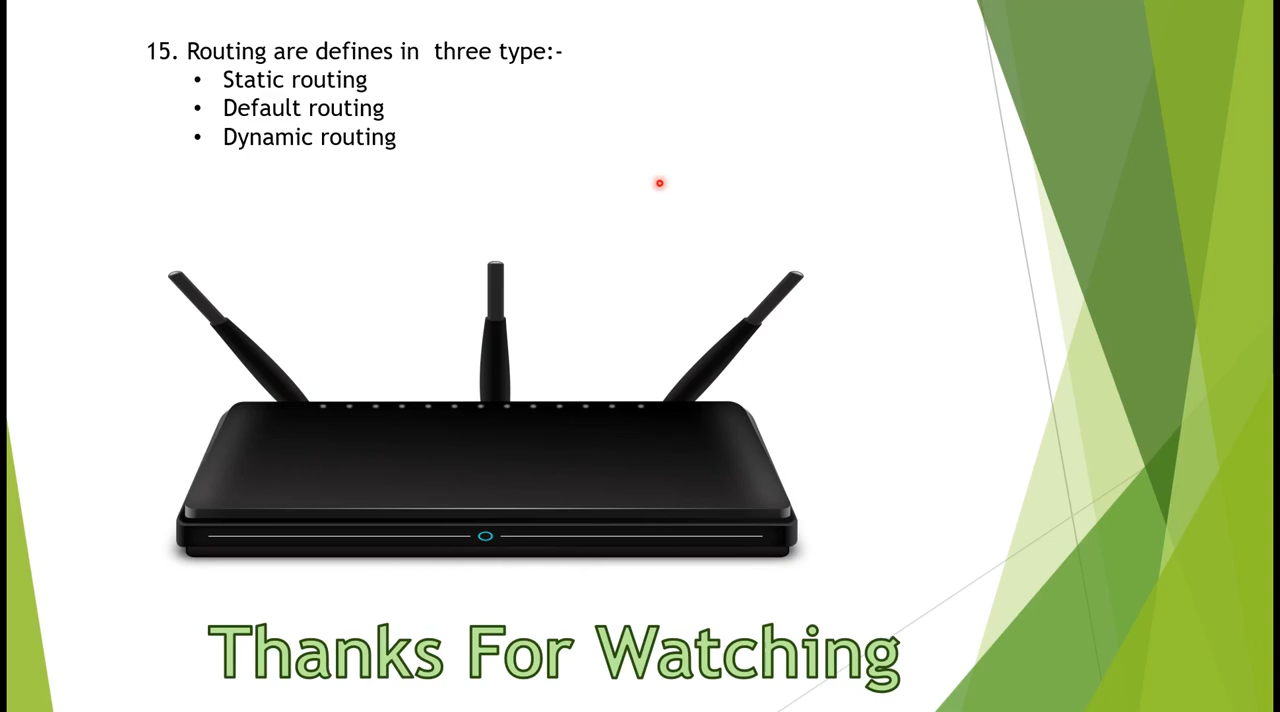 15. Routing are defines in three type:-
• Static routing
• Default routing
• Dynamic routing
Thanks For Watching